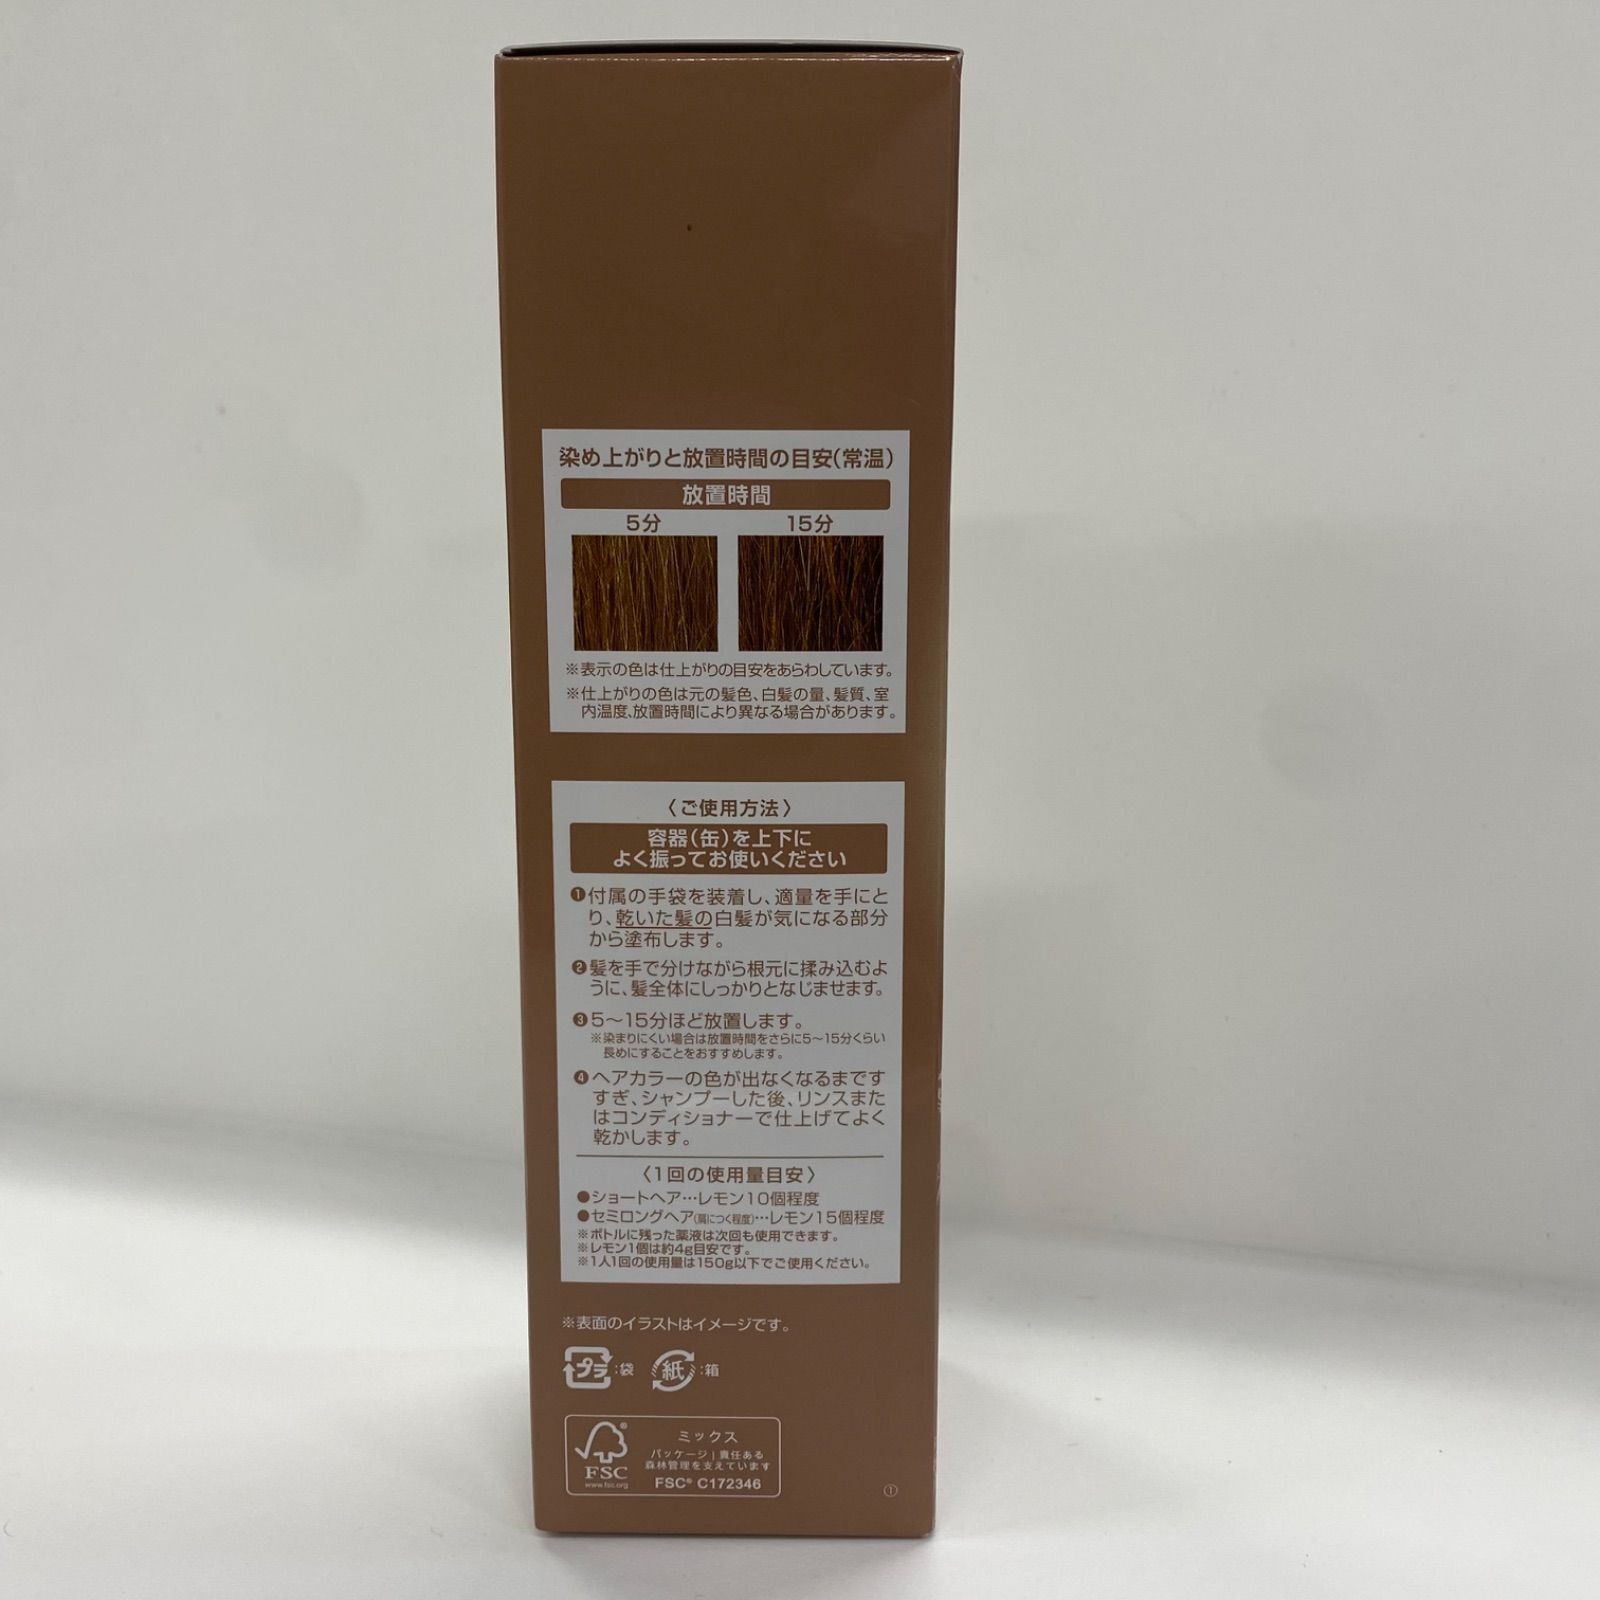 染め上がりと放置時間の目安(常温)
放置時間
5分 15分
※表示の色は仕上がりの目安をあらわしています。
※仕上がりの色は元の髪色、白髪の量、髪質、室
内温度、放置時間により異なる場合があります。
〈ご使用方法〉
容器(缶)を上下に
よく振ってお使いください
❶付属の手袋を装着し、適量を手にと
り、乾いた髪の白髪が気になる部分
から塗布します。
❷髪を手で分けながら根元に揉み込むよ
うに、髪全体にしっかりとなじませます。
❸5〜15分ほど放置します。
※染まりにくい場合は放置時間をさらに5〜15分くらい
長めにすることをおすすめします。
❹ヘアカラーの色が出なくなるまです
すぎ、シャンプーした後、リンスまた
はコンディショナーで仕上げてよく
乾かします。
〈1回の使用量目安〉
●ショートヘア…レモン10個程度
●セミロングヘア(肩につく程度)…レモン15個程度
※ボトルに残った薬液は次回も使用できます。
※レモン1個は約4g目安です。
※1人1回の使用量は150g以下でご使用ください。
※表面のイラストはイメージです。
プラ:袋 紙:箱
ミックス
パッケージ|責任ある
森林管理を支えています
FSC® C172346
®
FSC
www.fsc.org
①